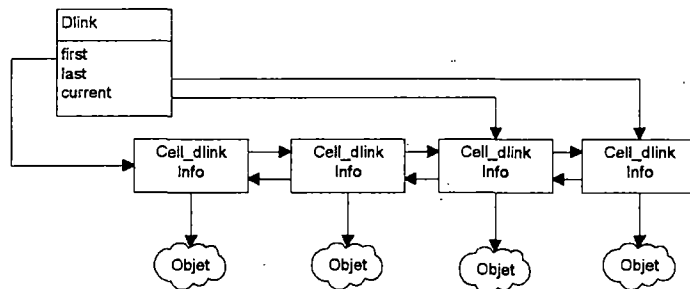 Dlink
first
last
current
Cell_dlink
Info
Cell_dlink
Info
Cell_dlink
Info
Cell_dlink
Info
Objet
Objet
Objet
Objet